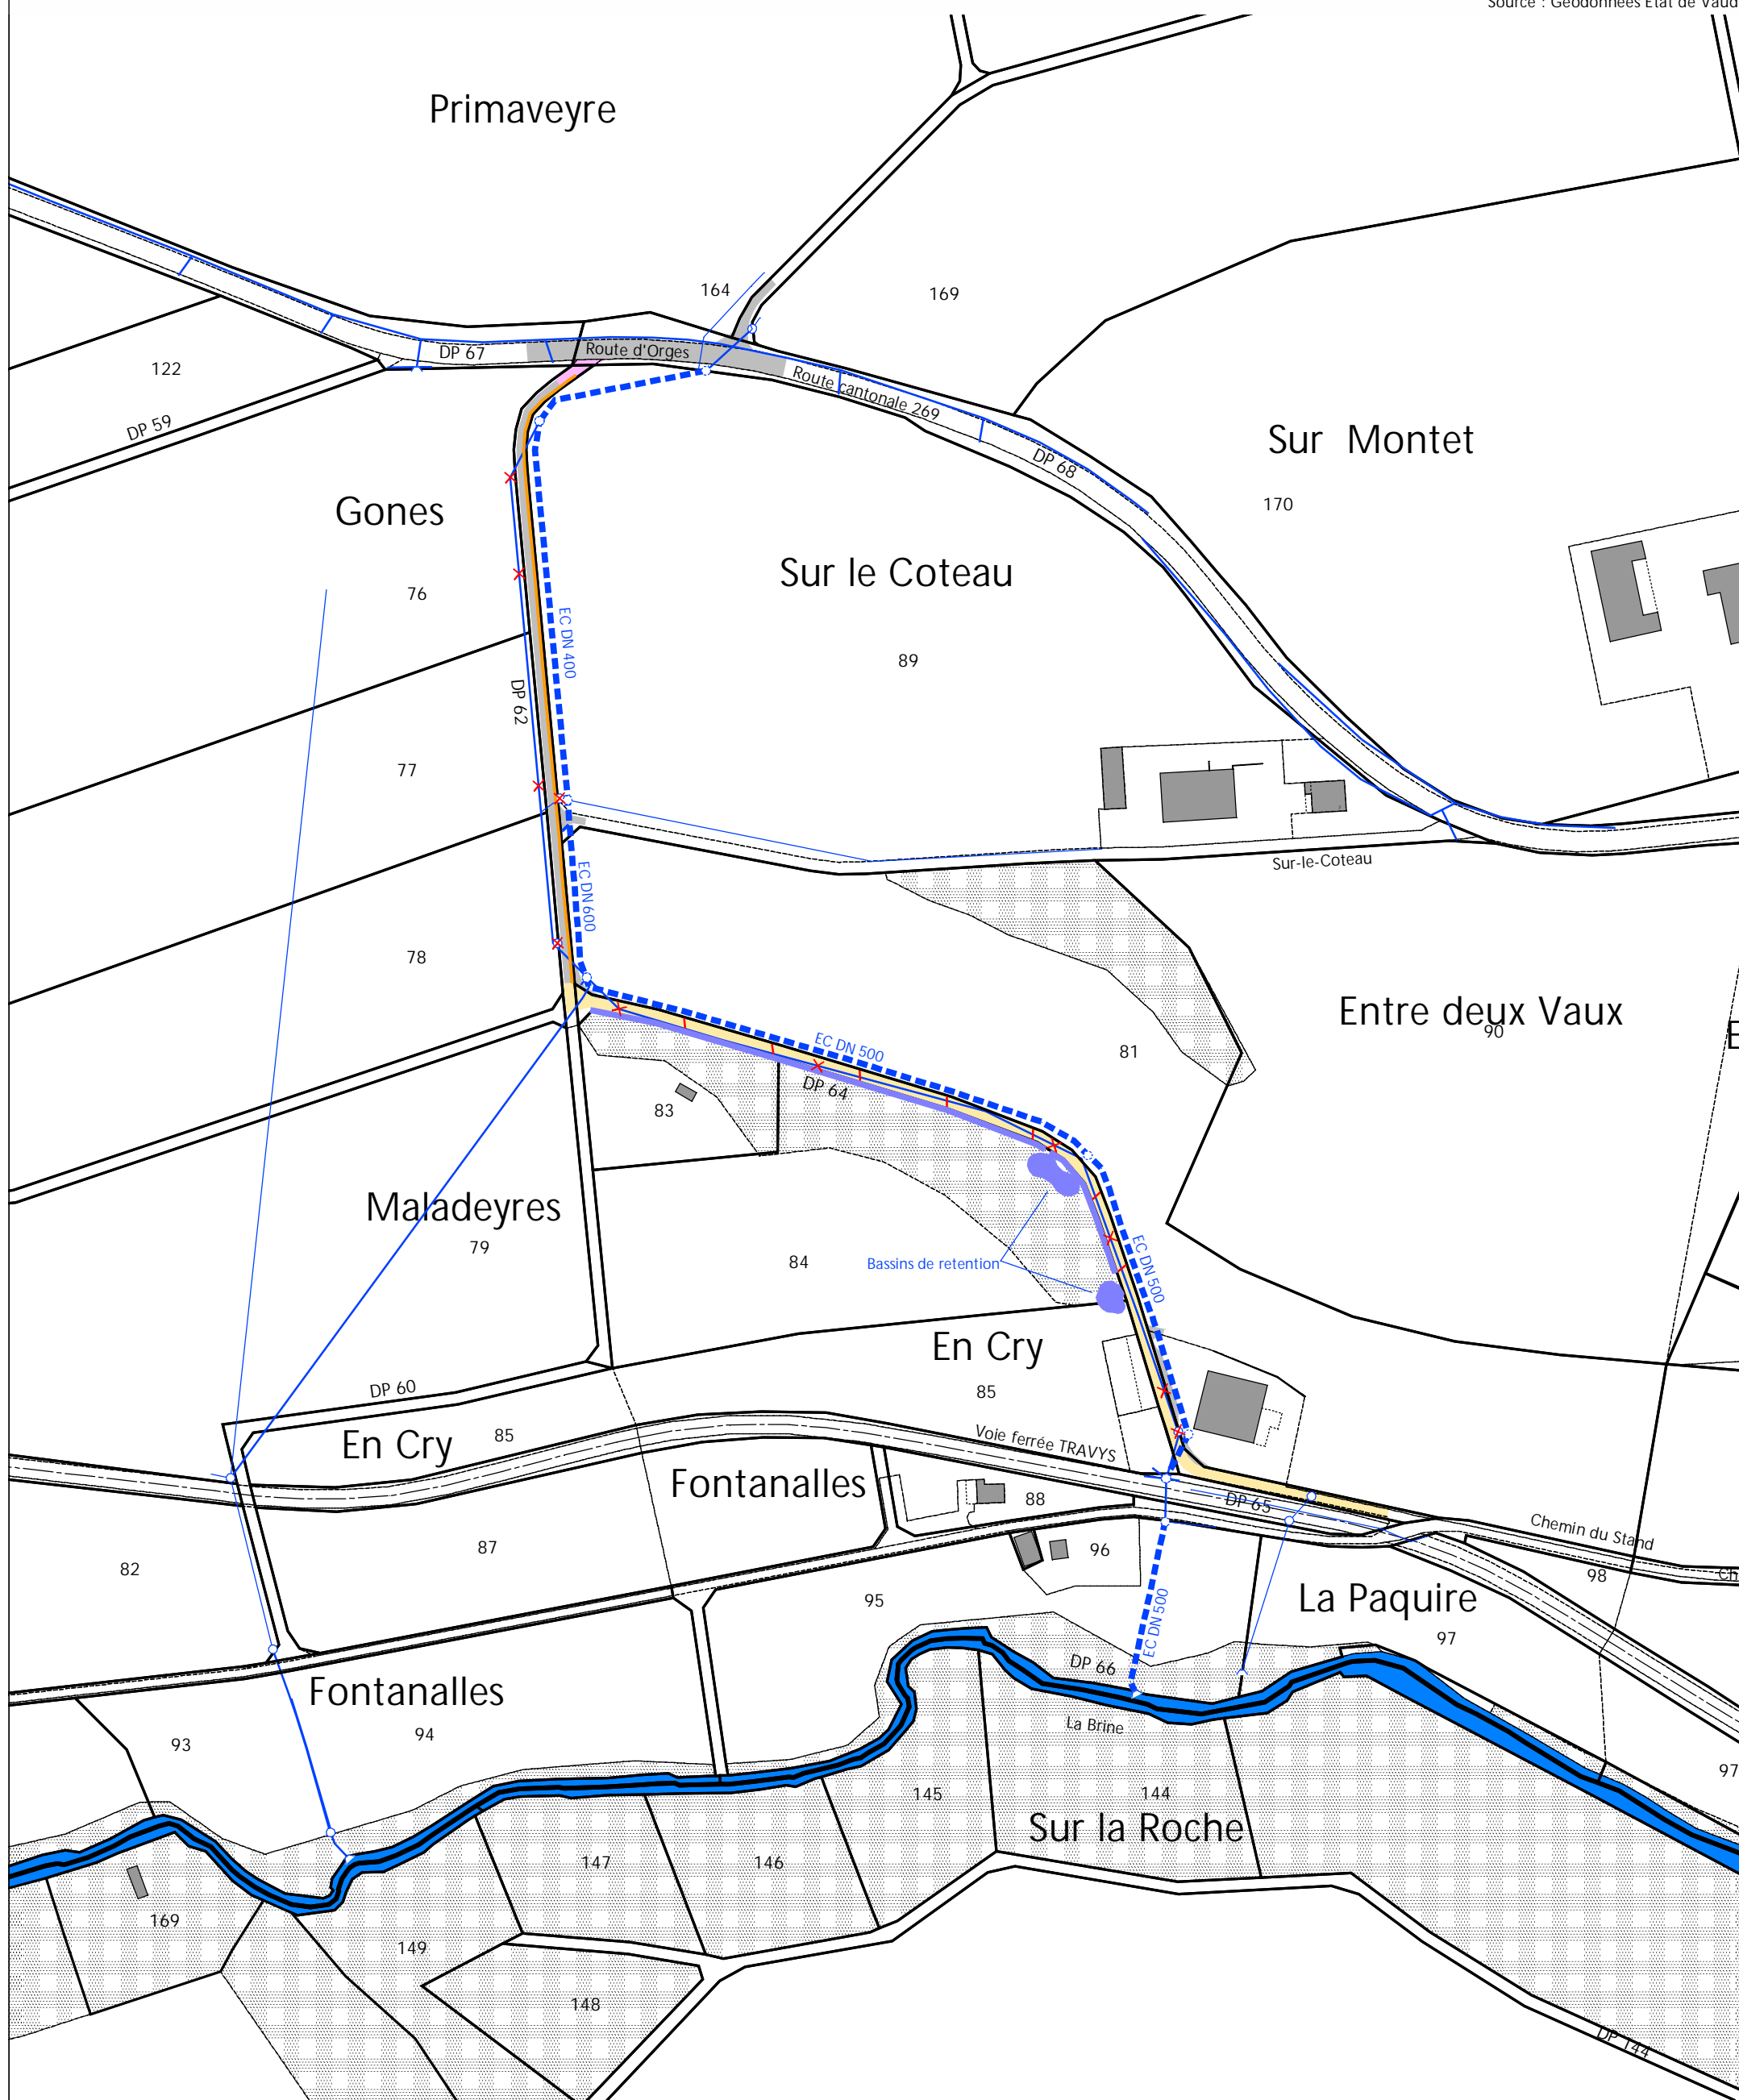 Source : Géodonnées Etat de Vaud
Primaveyre
164
169
122
DP 67
Route d'Orges
Route cantonale 269
DP 59
DP 68
Sur Montet
170
Gones
76
Sur le Coteau
EC DN 400
89
DP 62
77
Sur-le-Coteau
EC DN 600
78
Entre deux Vaux
90
E
EC DN 500
81
DP 64
83
Maladeyres
79
84
Bassins de retention
EC DN 500
En Cry
85
DP 60
En Cry
85
Voie ferrée TRAVYS
Fontanalles
88
DP 65
Chemin du Stand
87
96
82
98
Ch
95
EC DN 500
La Paquire
97
DP 66
Fontanalles
La Brine
94
93
97
145
144
Sur la Roche
147
146
169
149
148
DP 144